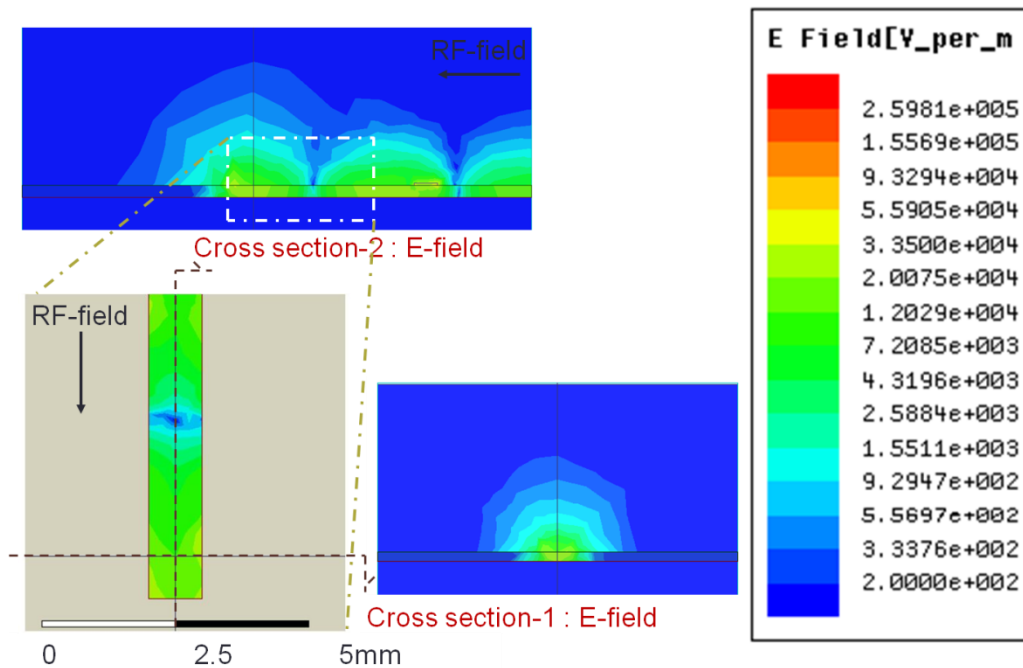 RF-field
Cross section-2 : E-field
RF-field
Cross section-1 : E-field
0 2.5 5mm
E Field[V_per_m
2.5981e+005
1.5569e+005
9.3294e+004
5.5905e+004
3.3500e+004
2.0075e+004
1.2029e+004
7.2085e+003
4.3196e+003
2.5884e+003
1.5511e+003
9.2947e+002
5.5697e+002
3.3376e+002
2.0000e+002